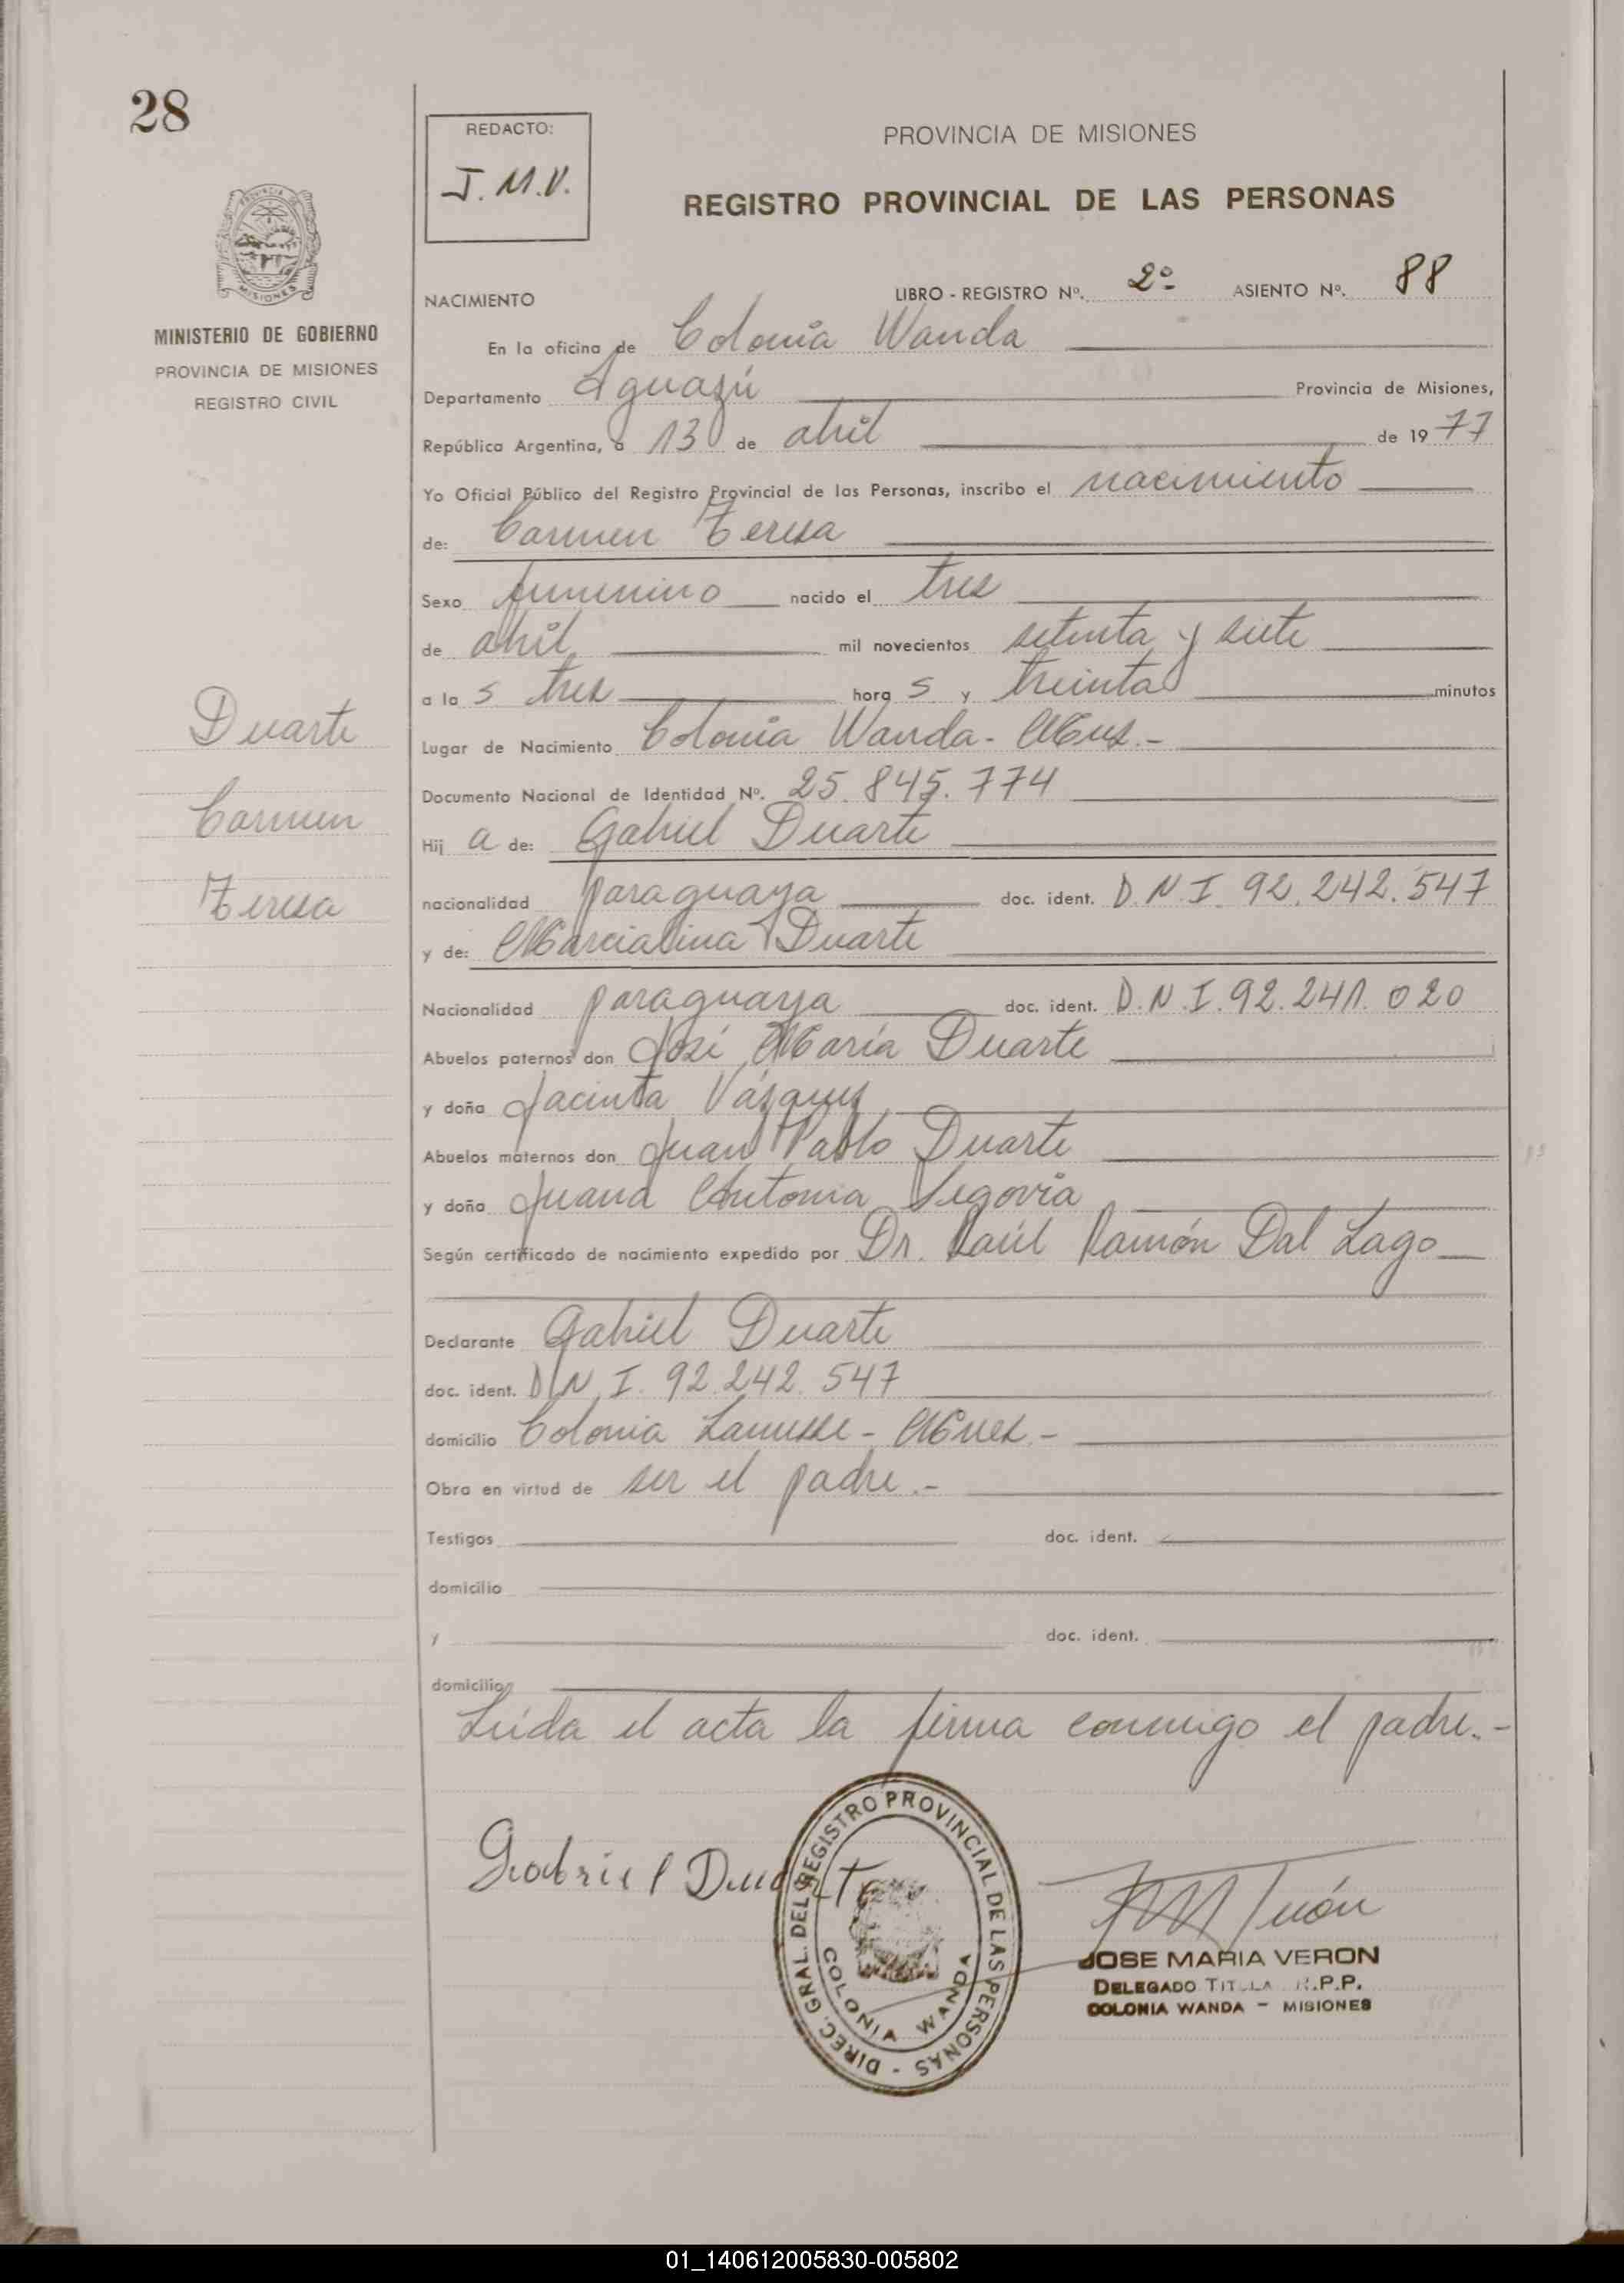 28
REDACTO:
J. M. V.
PROVINCIA DE MISIONES
REGISTRO PROVINCIAL DE LAS PERSONAS
MISIONES
MINISTERIO DE GOBIERNO
PROVINCIA DE MISIONES
REGISTRO CIVIL
NACIMIENTO
LIBRO - REGISTRO Nº. 2º ASIENTO Nº. 88
En la oficina de Colonia Wanda
Departamento Iguazú Provincia de Misiones,
República Argentina, a 13 de abril de 1977
Yo Oficial Público del Registro Provincial de las Personas, inscribo el nacimiento
de: Carmen Teresa
Sexo femenino nacido el tres
de abril mil novecientos setenta y siete
a la s tres hora s y treinta minutos
Duarte
Carmen
Teresa
Lugar de Nacimiento Colonia Wanda - Mnes. -
Documento Nacional de Identidad Nº. 25.845.774
Hij a de: Gabriel Duarte
nacionalidad paraguaya doc. ident. D.N.I. 92.242.547
y de: Marcialina Duarte
Nacionalidad paraguaya doc. ident. D.N.I. 92.241.020
Abuelos paternos don José María Duarte
y doña Jacinta Vázquez
Abuelos maternos don Juan Pablo Duarte
y doña Juana Antonia Segovia
Según certificado de nacimiento expedido por Dr. Raúl Ramón Dal Lago
Declarante Gabriel Duarte
doc. ident. D.N.I. 92.242.547
domicilio Colonia Lanusse - Mnes. -
Obra en virtud de ser el padre. -
Testigos doc. ident.
domicilio
y doc. ident.
domicilio
Leída el acta la firma conmigo el padre. -
Gabriel Duarte
DIREC. GRAL. DEL REGISTRO PROVINCIAL DE LAS PERSONAS -
COLONIA WANDA
JOSE MARIA VERON
DELEGADO R.P.P.
COLONIA WANDA - MISIONES
01_140612005830-005802